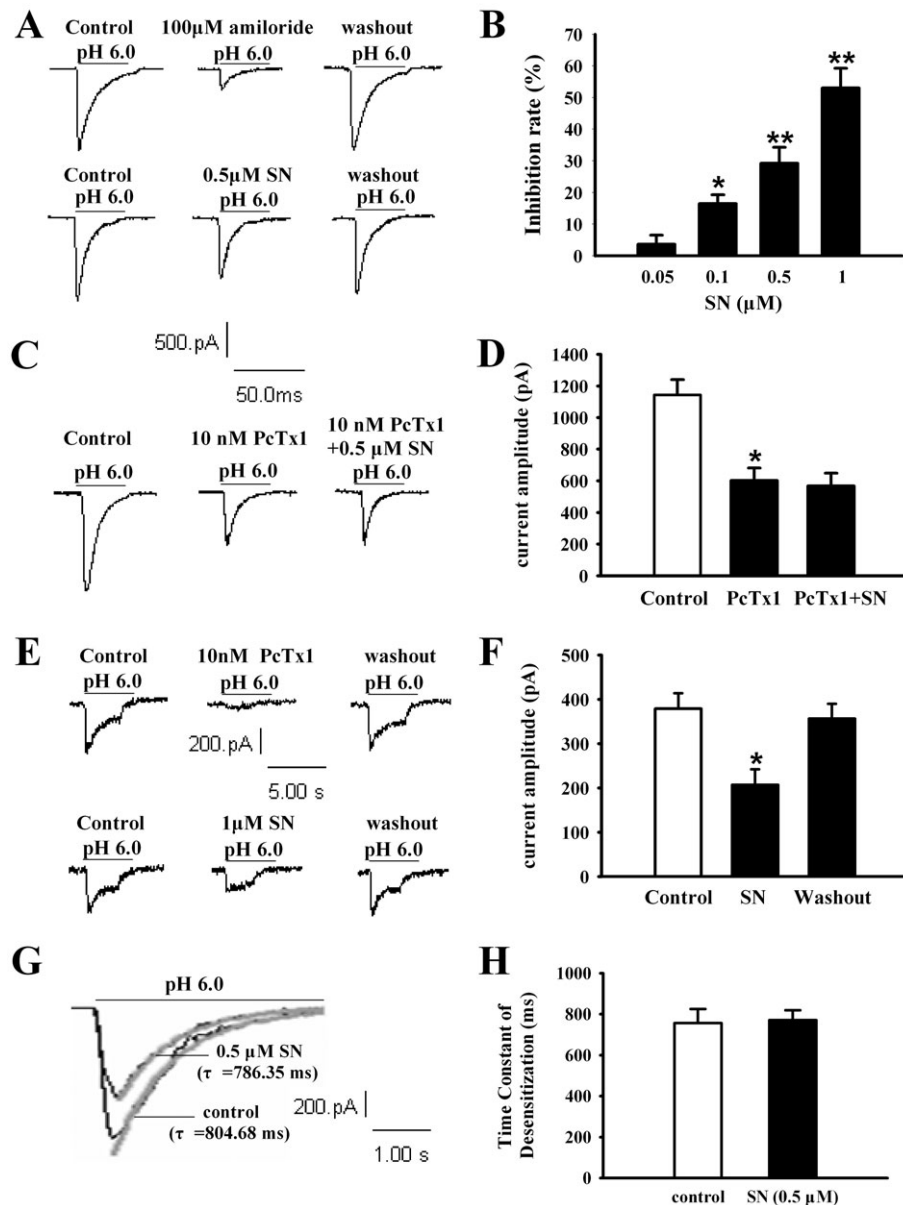 A
Control 100µM amiloride washout
pH 6.0 pH 6.0 pH 6.0
Control 0.5µM SN washout
pH 6.0 pH 6.0 pH 6.0
B
Inhibition rate (%)
70
60
50
40
30
20
10
0
* ** **
0.05 0.1 0.5 1
SN (µM)
C
500.pA
50.0ms
Control 10 nM PcTx1 10 nM PcTx1
+0.5 µM SN
pH 6.0 pH 6.0 pH 6.0
D
current amplitude (pA)
1400
1200
1000
800
600
400
200
0
*
Control PcTx1 PcTx1+SN
E
Control 10nM PcTx1 washout
pH 6.0 pH 6.0 pH 6.0
200.pA
5.00 s
Control 1µM SN washout
pH 6.0 pH 6.0 pH 6.0
F
current amplitude (pA)
500
400
300
200
100
0
*
Control SN Washout
G
pH 6.0
0.5 µM SN
(τ =786.35 ms)
control
(τ =804.68 ms)
200.pA
1.00 s
H
Time Constant of
Desensitization (ms)
1000
800
600
400
200
0
control SN (0.5 µM)